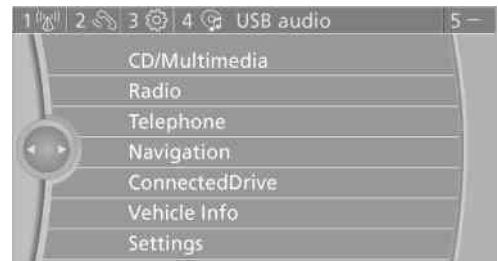 1 2 3 4 USB audio 5 –
CD/Multimedia
Radio
Telephone
Navigation
ConnectedDrive
Vehicle Info
Settings